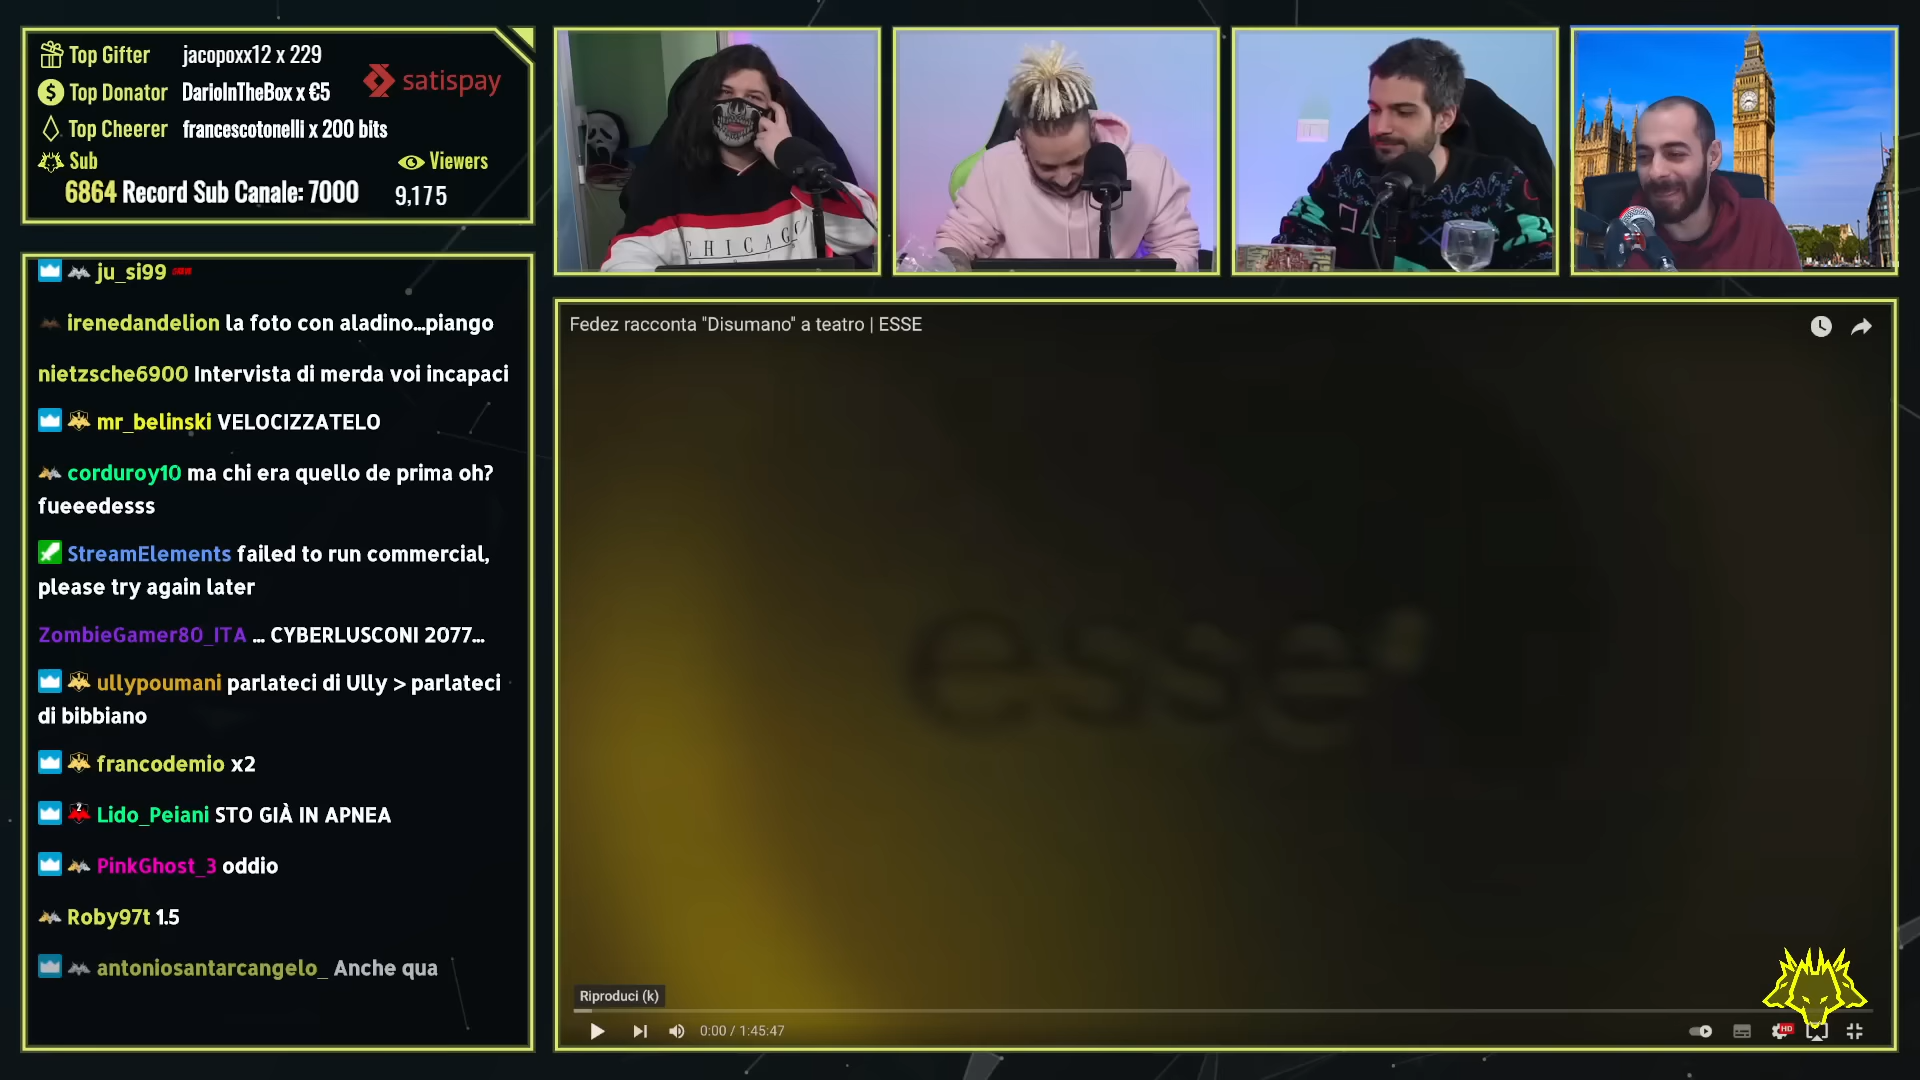 Top Gifter jacopoxx12 x 229
Top Donator DarioInTheBox x €5
satispay
Top Cheerer francescotonelli x 200 bits
Sub
Viewers
6864 Record Sub Canale: 7000
9,175
ju_si99
irenedandelion la foto con aladino...piango
nietzsche6900 Intervista di merda voi incapaci
mr_belinski VELOCIZZATELO
corduroy10 ma chi era quello de prima oh?
fueeedesss
StreamElements failed to run commercial,
please try again later
ZombieGamer80_ITA ... CYBERLUSCONI 2077...
ullypoumani parlateci di Ully > parlateci
di bibbiano
francodemio x2
2
Lido_Peiani STO GIÀ IN APNEA
PinkGhost_3 oddio
Roby97t 1.5
antoniosantarcangelo_ Anche qua
CHICAGO
Fedez racconta "Disumano" a teatro | ESSE
esse
Riproduci (k)
0:00 / 1:45:47
HD